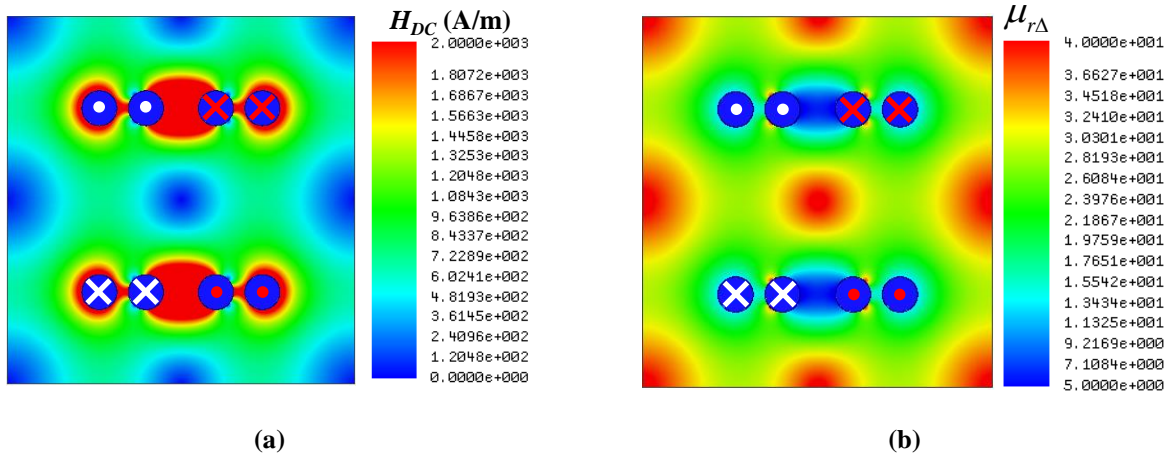 H_DC (A/m)
2.0000e+003
1.8072e+003
1.6867e+003
1.5663e+003
1.4458e+003
1.3253e+003
1.2048e+003
1.0843e+003
9.6386e+002
8.4337e+002
7.2289e+002
6.0241e+002
4.8193e+002
3.6145e+002
2.4096e+002
1.2048e+002
0.0000e+000
(a)
μ_rΔ
4.0000e+001
3.6627e+001
3.4518e+001
3.2410e+001
3.0301e+001
2.8193e+001
2.6084e+001
2.3976e+001
2.1867e+001
1.9759e+001
1.7651e+001
1.5542e+001
1.3434e+001
1.1325e+001
9.2169e+000
7.1084e+000
5.0000e+000
(b)